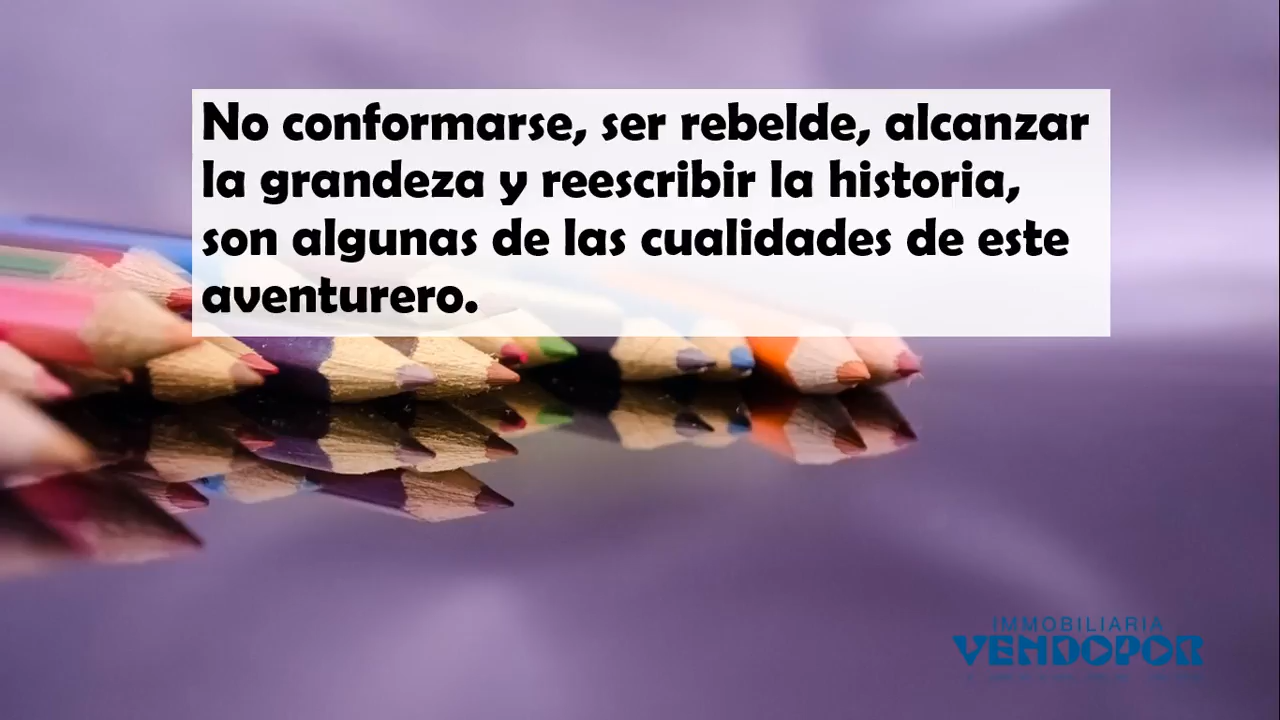 No conformarse, ser rebelde, alcanzar
la grandeza y reescribir la historia,
son algunas de las cualidades de este
aventurero.
IMMOBILIARIA
VENDOPOR